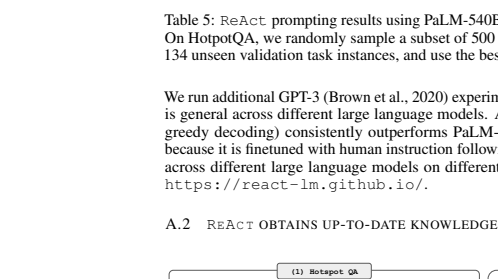 Table 5: ReAct prompting results using PaLM-540B
On HotpotQA, we randomly sample a subset of 500
134 unseen validation task instances, and use the bes
We run additional GPT-3 (Brown et al., 2020) experim
is general across different large language models. A
greedy decoding) consistently outperforms PaLM-
because it is finetuned with human instruction follow
across different large language models on different
https://react-lm.github.io/.
A.2 REACT OBTAINS UP-TO-DATE KNOWLEDGE
(1) Hotspot QA